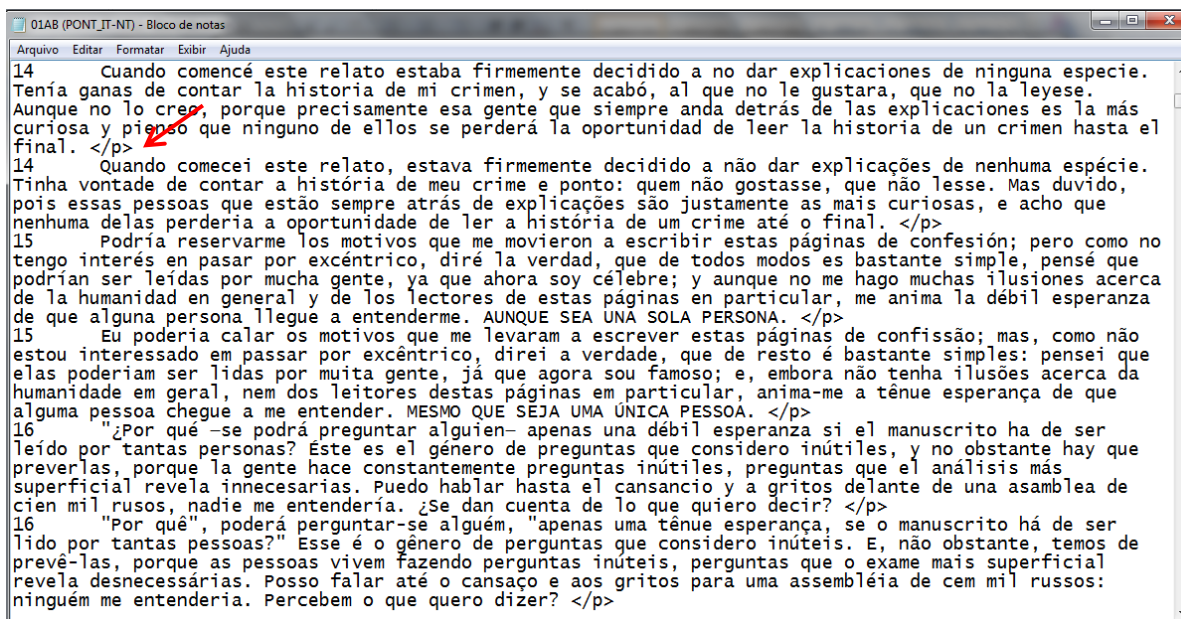 01AB (PONT_IT-NT) - Bloco de notas
Arquivo Editar Formatar Exibir Ajuda
14 Cuando comencé este relato estaba firmemente decidido a no dar explicaciones de ninguna especie.
Tenía ganas de contar la historia de mi crimen, y se acabó, al que no le gustara, que no la leyese.
Aunque no lo creo, porque precisamente esa gente que siempre anda detrás de las explicaciones es la más
curiosa y pienso que ninguno de ellos se perderá la oportunidad de leer la historia de un crimen hasta el
final. </p>
14 Quando comecei este relato, estava firmemente decidido a não dar explicações de nenhuma espécie.
Tinha vontade de contar a história de meu crime e ponto: quem não gostasse, que não lesse. Mas duvido,
pois essas pessoas que estão sempre atrás de explicações são justamente as mais curiosas, e acho que
nenhuma delas perderia a oportunidade de ler a história de um crime até o final. </p>
15 Podría reservarme los motivos que me movieron a escribir estas páginas de confesión; pero como no
tengo interés en pasar por excéntrico, diré la verdad, que de todos modos es bastante simple, pensé que
podrían ser leídas por mucha gente, ya que ahora soy célebre; y aunque no me hago muchas ilusiones acerca
de la humanidad en general y de los lectores de estas páginas en particular, me anima la débil esperanza
de que alguna persona llegue a entenderme. AUNQUE SEA UNA SOLA PERSONA. </p>
15 Eu poderia calar os motivos que me levaram a escrever estas páginas de confissão; mas, como não
estou interessado em passar por excêntrico, direi a verdade, que de resto é bastante simples: pensei que
elas poderiam ser lidas por muita gente, já que agora sou famoso; e, embora não tenha ilusões acerca da
humanidade em geral, nem dos leitores destas páginas em particular, anima-me a tênue esperança de que
alguma pessoa chegue a me entender. MESMO QUE SEJA UMA ÚNICA PESSOA. </p>
16 "¿Por qué —se podrá preguntar alguien— apenas una débil esperanza si el manuscrito ha de ser
leído por tantas personas? Éste es el género de preguntas que considero inútiles, y no obstante hay que
preverlas, porque la gente hace constantemente preguntas inútiles, preguntas que el análisis más
superficial revela innecesarias. Puedo hablar hasta el cansancio y a gritos delante de una asamblea de
cien mil rusos, nadie me entendería. ¿Se dan cuenta de lo que quiero decir? </p>
16 "Por quê", poderá perguntar-se alguém, "apenas uma tênue esperança, se o manuscrito há de ser
lido por tantas pessoas?" Esse é o gênero de perguntas que considero inúteis. E, não obstante, temos de
prevê-las, porque as pessoas vivem fazendo perguntas inúteis, perguntas que o exame mais superficial
revela desnecessárias. Posso falar até o cansaço e aos gritos para uma assembléia de cem mil russos:
ninguém me entenderia. Percebem o que quero dizer? </p>